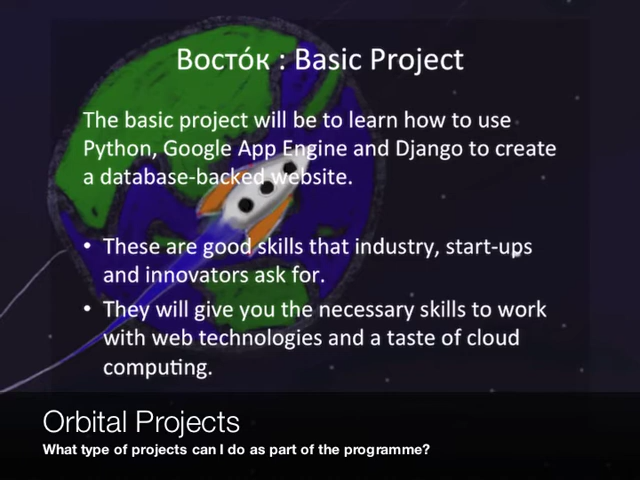 Восто́к : Basic Project
The basic project will be to learn how to use
Python, Google App Engine and Django to create
a database-backed website.
• These are good skills that industry, start-ups
and innovators ask for.
• They will give you the necessary skills to work
with web technologies and a taste of cloud
computing.
Orbital Projects
What type of projects can I do as part of the programme?